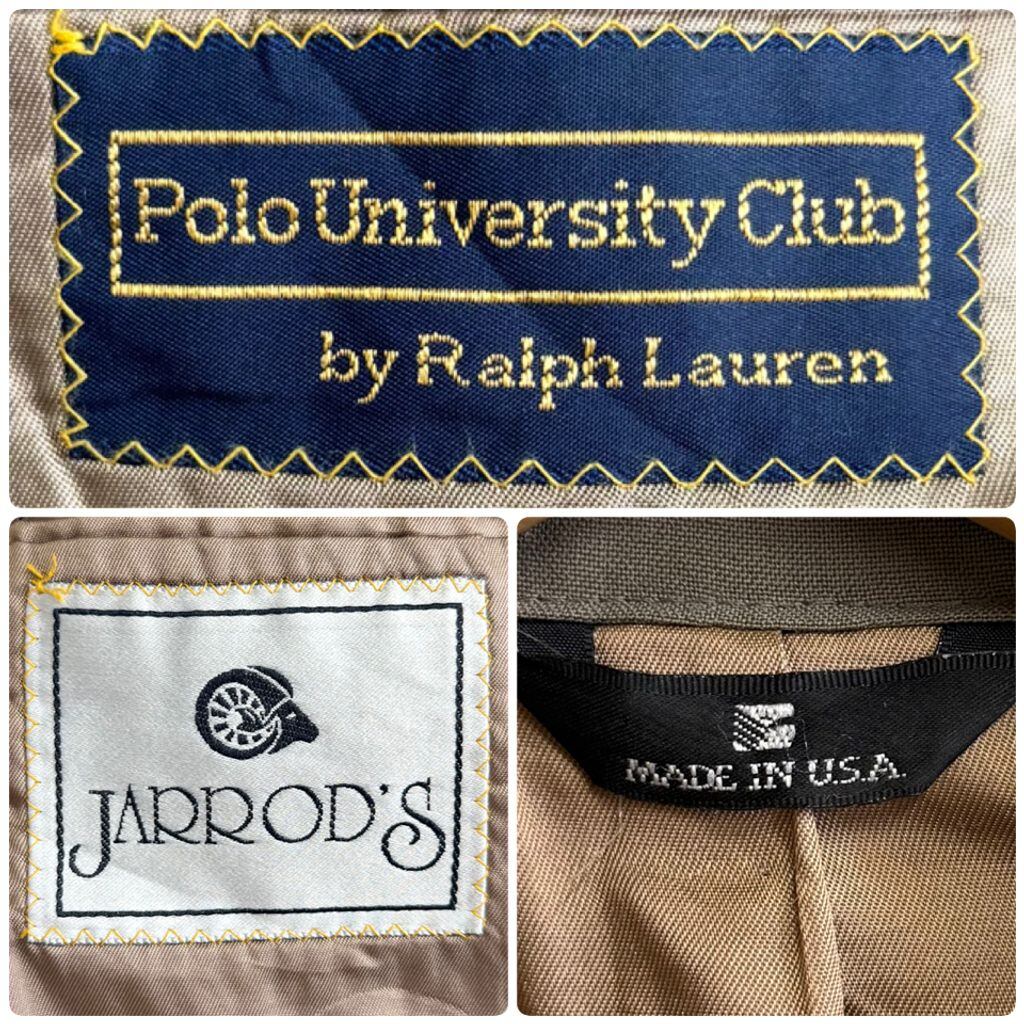 Polo University Club
by Ralph Lauren
JARROD'S
MADE IN U.S.A.